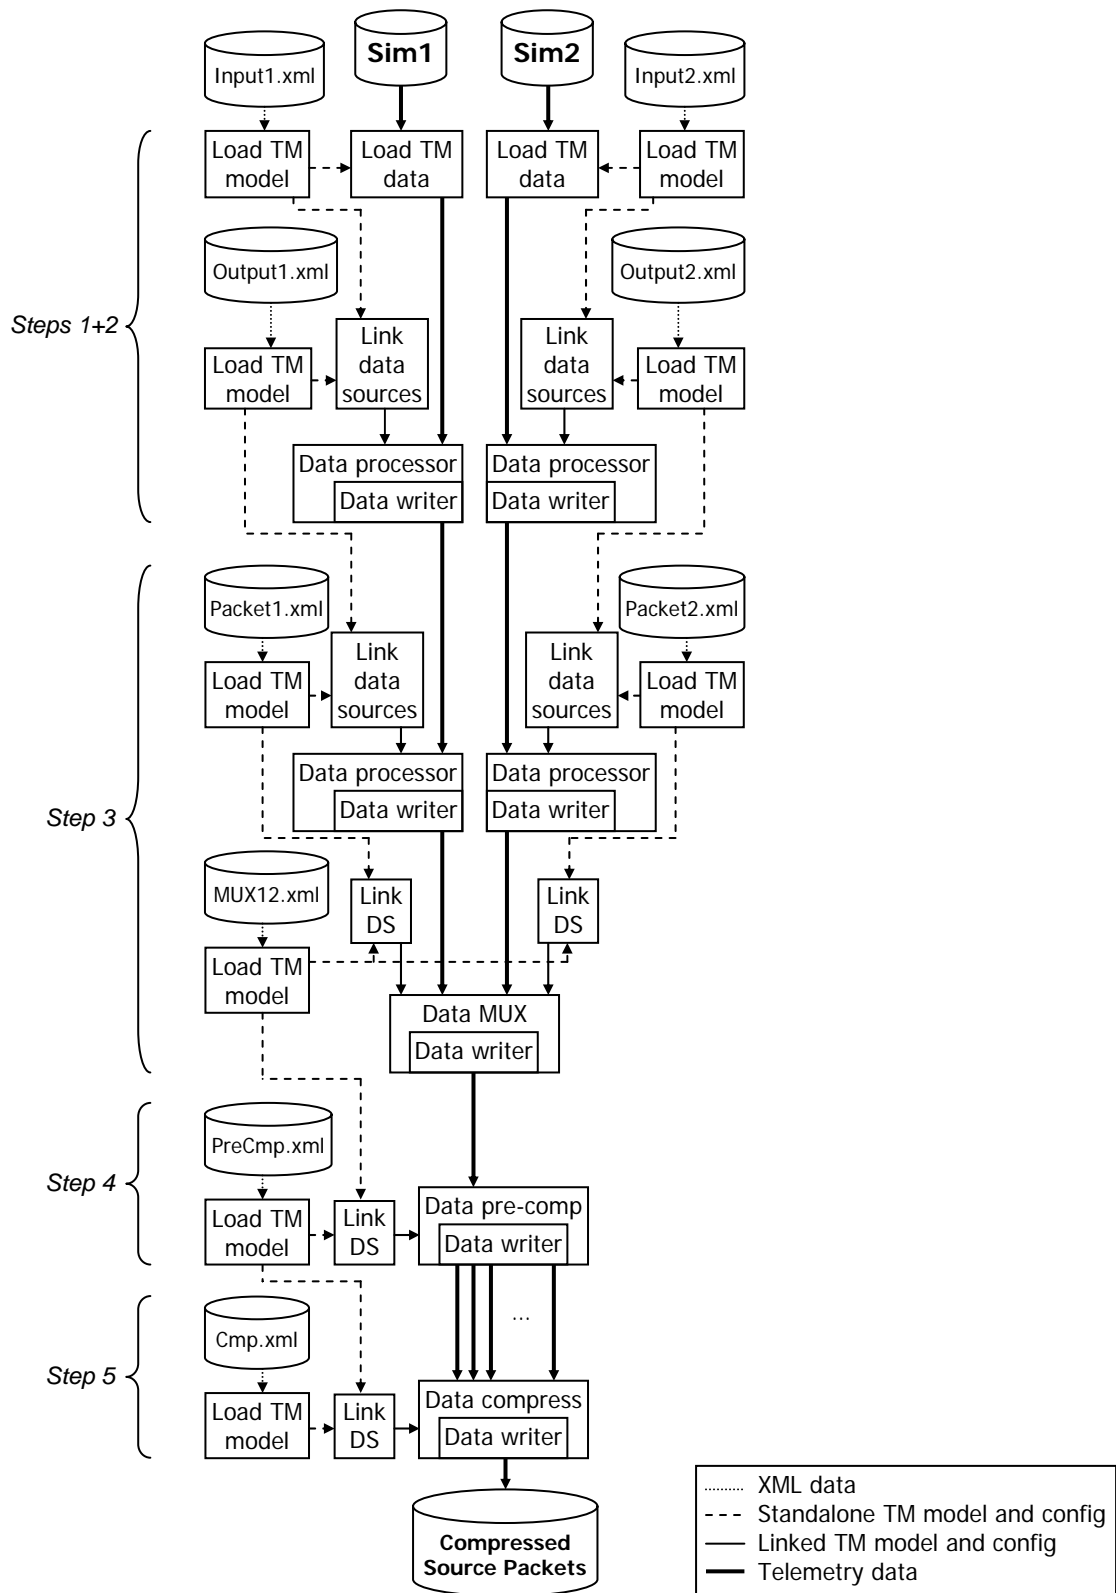 Sim1
Sim2
Input1.xml
Input2.xml
Load TM
model
Load TM
data
Load TM
data
Load TM
model
Output1.xml
Output2.xml
Steps 1+2
Link
data
sources
Link
data
sources
Load TM
model
Load TM
model
Data processor
Data writer
Data processor
Data writer
Packet1.xml
Packet2.xml
Link
data
sources
Link
data
sources
Load TM
model
Load TM
model
Data processor
Data writer
Data processor
Data writer
Step 3
MUX12.xml
Link
DS
Link
DS
Load TM
model
Data MUX
Data writer
PreCmp.xml
Step 4
Load TM
model
Link
DS
Data pre-comp
Data writer
...
Cmp.xml
Step 5
Load TM
model
Link
DS
Data compress
Data writer
Compressed
Source Packets
XML data
Standalone TM model and config
Linked TM model and config
Telemetry data